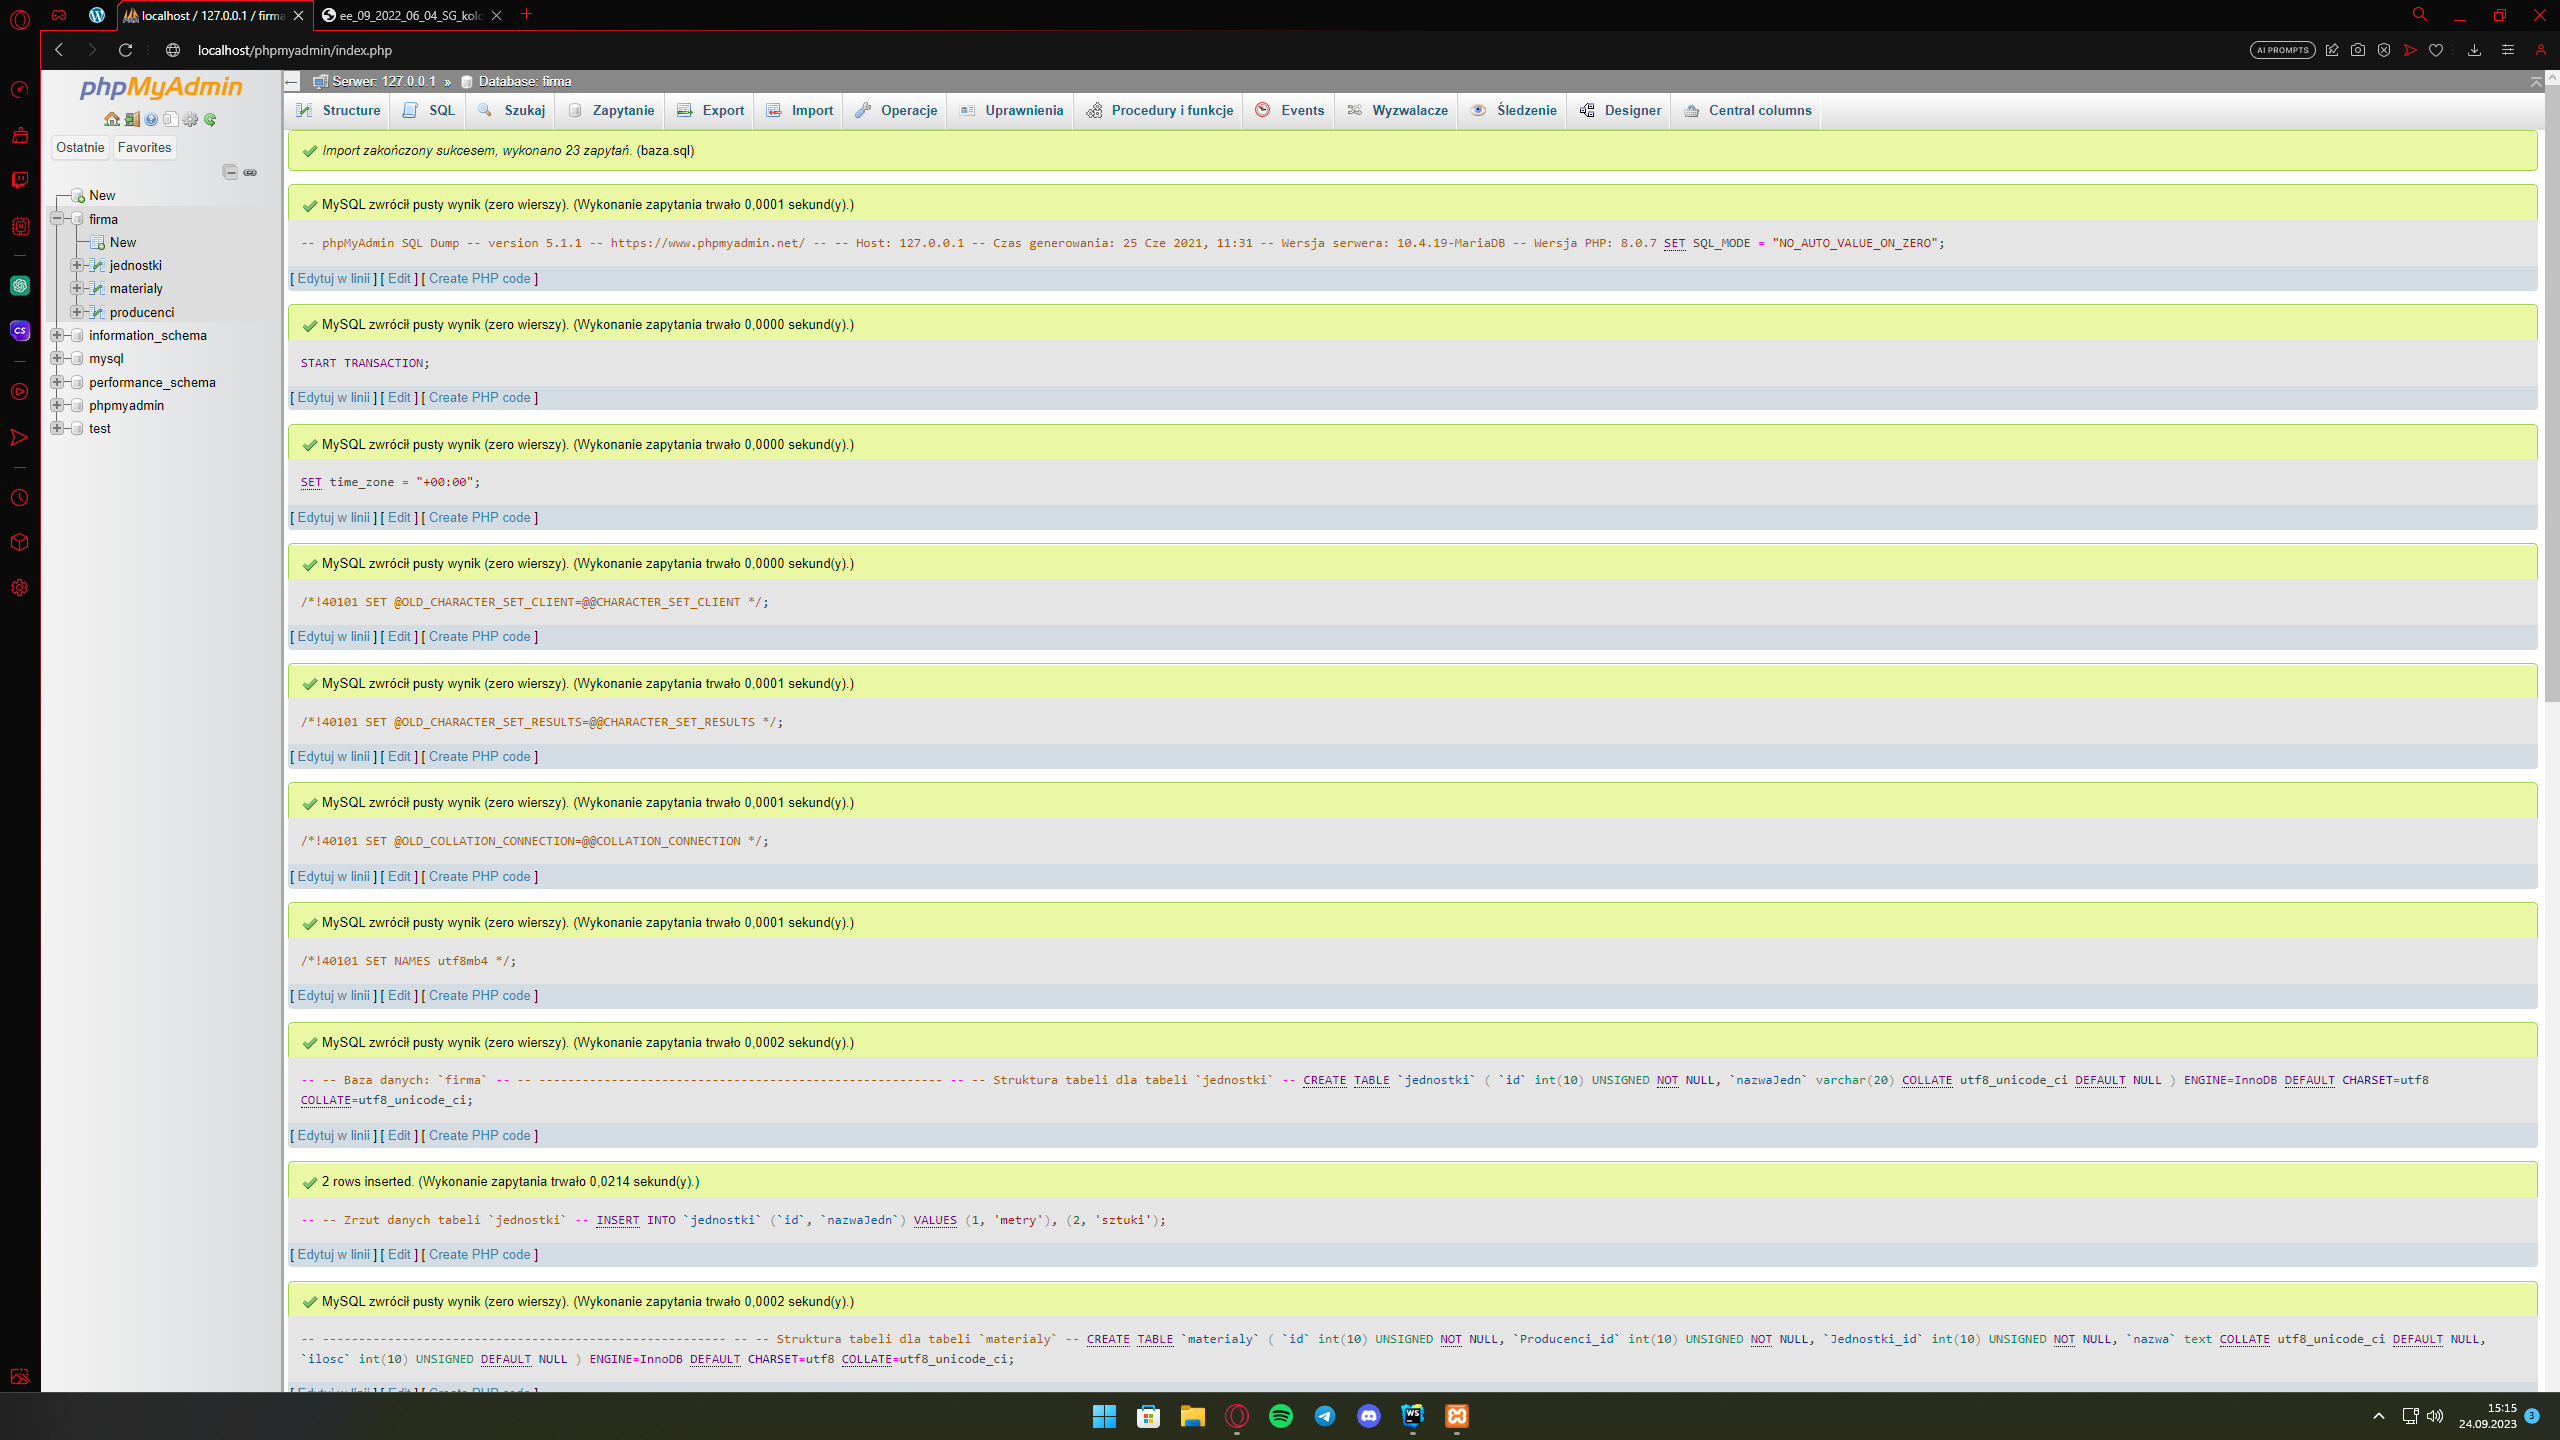 localhost / 127.0.0.1 / firma
ee_09_2022_06_04_SG_kolo
localhost/phpmyadmin/index.php
AI PROMPTS
phpMyAdmin
Ostatnie
Favorites
New
firma
New
jednostki
materialy
producenci
information_schema
mysql
performance_schema
phpmyadmin
test
Serwer: 127.0.0.1 » Database: firma
Structure SQL Szukaj Zapytanie Export Import Operacje Uprawnienia Procedury i funkcje Events Wyzwalacze Śledzenie Designer Central columns
Import zakończony sukcesem, wykonano 23 zapytań. (baza.sql)
MySQL zwrócił pusty wynik (zero wierszy). (Wykonanie zapytania trwało 0,0001 sekund(y).)
-- phpMyAdmin SQL Dump -- version 5.1.1 -- https://www.phpmyadmin.net/ -- -- Host: 127.0.0.1 -- Czas generowania: 25 Cze 2021, 11:31 -- Wersja serwera: 10.4.19-MariaDB -- Wersja PHP: 8.0.7 SET SQL_MODE = "NO_AUTO_VALUE_ON_ZERO";
[ Edytuj w linii ] [ Edit ] [ Create PHP code ]
MySQL zwrócił pusty wynik (zero wierszy). (Wykonanie zapytania trwało 0,0000 sekund(y).)
START TRANSACTION;
[ Edytuj w linii ] [ Edit ] [ Create PHP code ]
MySQL zwrócił pusty wynik (zero wierszy). (Wykonanie zapytania trwało 0,0000 sekund(y).)
SET time_zone = "+00:00";
[ Edytuj w linii ] [ Edit ] [ Create PHP code ]
MySQL zwrócił pusty wynik (zero wierszy). (Wykonanie zapytania trwało 0,0000 sekund(y).)
/*!40101 SET @OLD_CHARACTER_SET_CLIENT=@@CHARACTER_SET_CLIENT */;
[ Edytuj w linii ] [ Edit ] [ Create PHP code ]
MySQL zwrócił pusty wynik (zero wierszy). (Wykonanie zapytania trwało 0,0001 sekund(y).)
/*!40101 SET @OLD_CHARACTER_SET_RESULTS=@@CHARACTER_SET_RESULTS */;
[ Edytuj w linii ] [ Edit ] [ Create PHP code ]
MySQL zwrócił pusty wynik (zero wierszy). (Wykonanie zapytania trwało 0,0001 sekund(y).)
/*!40101 SET @OLD_COLLATION_CONNECTION=@@COLLATION_CONNECTION */;
[ Edytuj w linii ] [ Edit ] [ Create PHP code ]
MySQL zwrócił pusty wynik (zero wierszy). (Wykonanie zapytania trwało 0,0001 sekund(y).)
/*!40101 SET NAMES utf8mb4 */;
[ Edytuj w linii ] [ Edit ] [ Create PHP code ]
MySQL zwrócił pusty wynik (zero wierszy). (Wykonanie zapytania trwało 0,0002 sekund(y).)
-- -- Baza danych: `firma` -- -- -------------------------------------------------------- -- -- Struktura tabeli dla tabeli `jednostki` -- CREATE TABLE `jednostki` ( `id` int(10) UNSIGNED NOT NULL, `nazwaJedn` varchar(20) COLLATE utf8_unicode_ci DEFAULT NULL ) ENGINE=InnoDB DEFAULT CHARSET=utf8
COLLATE=utf8_unicode_ci;
[ Edytuj w linii ] [ Edit ] [ Create PHP code ]
2 rows inserted. (Wykonanie zapytania trwało 0,0214 sekund(y).)
-- -- Zrzut danych tabeli `jednostki` -- INSERT INTO `jednostki` (`id`, `nazwaJedn`) VALUES (1, 'metry'), (2, 'sztuki');
[ Edytuj w linii ] [ Edit ] [ Create PHP code ]
MySQL zwrócił pusty wynik (zero wierszy). (Wykonanie zapytania trwało 0,0002 sekund(y).)
-- -------------------------------------------------------- -- -- Struktura tabeli dla tabeli `materialy` -- CREATE TABLE `materialy` ( `id` int(10) UNSIGNED NOT NULL, `Producenci_id` int(10) UNSIGNED NOT NULL, `Jednostki_id` int(10) UNSIGNED NOT NULL, `nazwa` text COLLATE utf8_unicode_ci DEFAULT NULL,
`ilosc` int(10) UNSIGNED DEFAULT NULL ) ENGINE=InnoDB DEFAULT CHARSET=utf8 COLLATE=utf8_unicode_ci;
[ Edytuj w linii ] [ Edit ] [ Create PHP code ]
CS
WS
15:15
24.09.2023
3